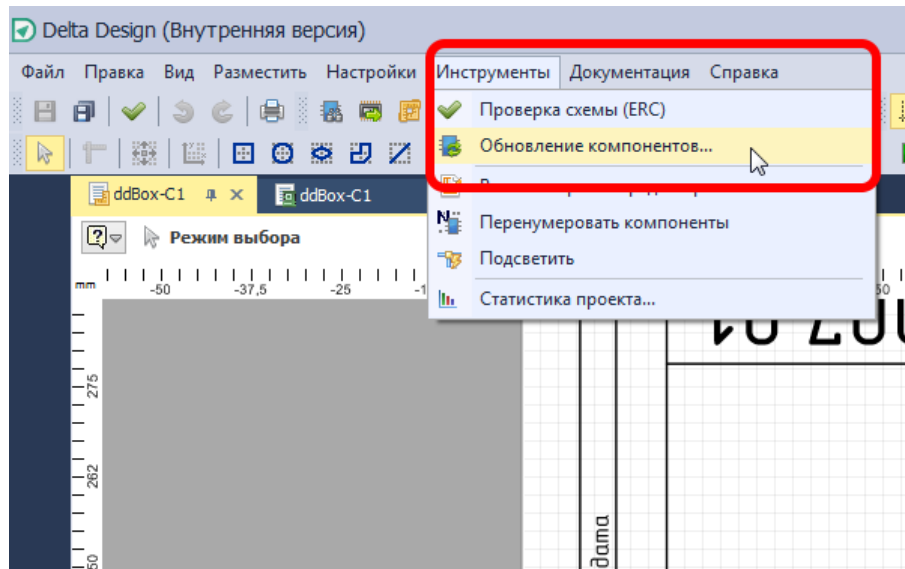 Delta Design (Внутренняя версия)
Файл Правка Вид Разместить Настройки Инструменты Документация Справка
Проверка схемы (ERC)
Обновление компонентов...
Перенумеровать компоненты
Подсветить
Статистика проекта...
ddBox-C1
ddBox-C1
Режим выбора
mm
-50 -37,5 -25
275
262
дата